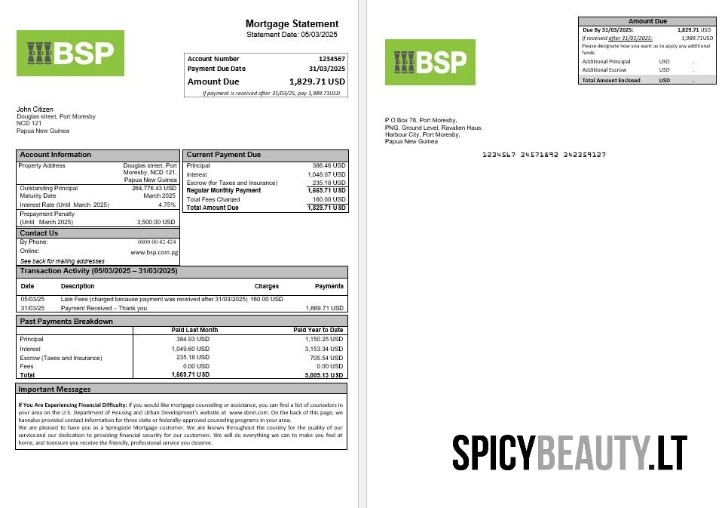 BSP
Mortgage Statement
Statement Date: 05/03/2025
Account Number 1234567
Payment Due Date 31/03/2025
Amount Due 1,829.71 USD
If payment is received after 31/03/25, pay 1,989.71USD
John Citizen
Douglas street, Port Moresby
NCD 121
Papua New Guinea
Account Information
Property Address Douglas street, Port
Moresby, NCD 121,
Papua New Guinea
Outstanding Principal 264,776.43 USD
Maturity Date March 2025
Interest Rate (Until March 2025) 4.75%
Prepayment Penalty
(Until March 2025) 3,500.00 USD
Contact Us
By Phone:
Online: www.bsp.com.pg
See back for mailing addresses
Current Payment Due
Principal 386.46 USD
Interest 1,048.07 USD
Escrow (for Taxes and Insurance) 235.18 USD
Regular Monthly Payment 1,669.71 USD
Total Fees Charged 160.00 USD
Total Amount Due 1,829.71 USD
Transaction Activity (05/03/2025 – 31/03/2025)
Date Description Charges Payments
05/03/25 Late Fees (charged because payment was received after 31/03/2025) 160.00 USD
31/03/25 Payment Received – Thank you 1,669.71 USD
Past Payments Breakdown
Paid Last Month Paid Year to Date
Principal 384.93 USD 1,150.25 USD
Interest 1,049.60 USD 3,153.34 USD
Escrow (Taxes and Insurance) 235.18 USD 705.54 USD
Fees 0.00 USD 0.00 USD
Total 1,669.71 USD 5,009.13 USD
Important Messages
If You Are Experiencing Financial Difficulty: If you would like mortgage counseling or assistance, you can find a list of counselors in
your area on the U.S. Department of Housing and Urban Development's website at www.sbnri.com. On the back of this page, we
have also provided contact information for three state or federally-approved counseling programs in your area.
We are pleased to have you as a Springside Mortgage customer. We are known throughout the country for the quality of our
service and our dedication to providing financial security for our customers. We will do everything we can to make you feel at
home, and to ensure you receive the friendly, professional service you deserve.
BSP
Amount Due
Due By 31/03/2025: 1,829.71 USD
If received after 31/01/2025: 1,989.71USD
Please designate how you want us to apply any additional
funds.
Additional Principal USD .
Additional Escrow USD .
Total Amount Enclosed USD .
P O Box 78, Port Moresby,
PNG, Ground Level, Ravalien Haus,
Harbour City, Port Moresby,
Papua New Guinea
1234567 34571892 342359127
SPICYBEAUTY.LT